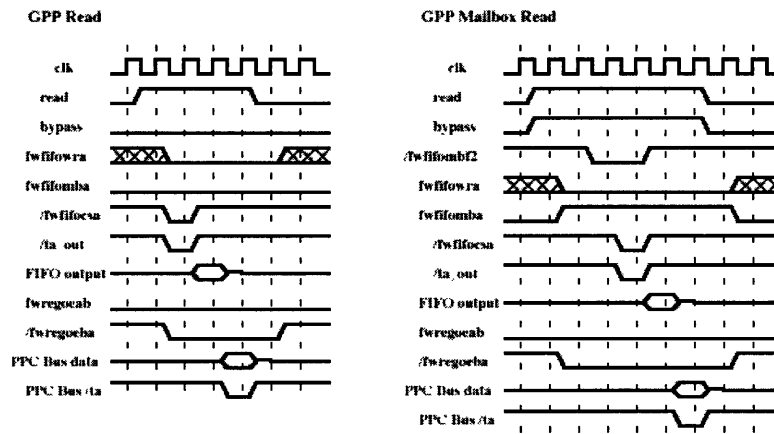 GPP Read
clk
read
bypass
fwfifowra
fwfifomba
/fwfifocsa
/ta_out
FIFO output
fwregoeab
/fwregoeba
PPC Bus data
PPC Bus /ta
GPP Mailbox Read
clk
read
bypass
/fwfifombf2
fwfifowra
fwfifomba
/fwfifocsa
/ta_out
FIFO output
fwregoeab
/fwregoeba
PPC Bus data
PPC Bus /ta